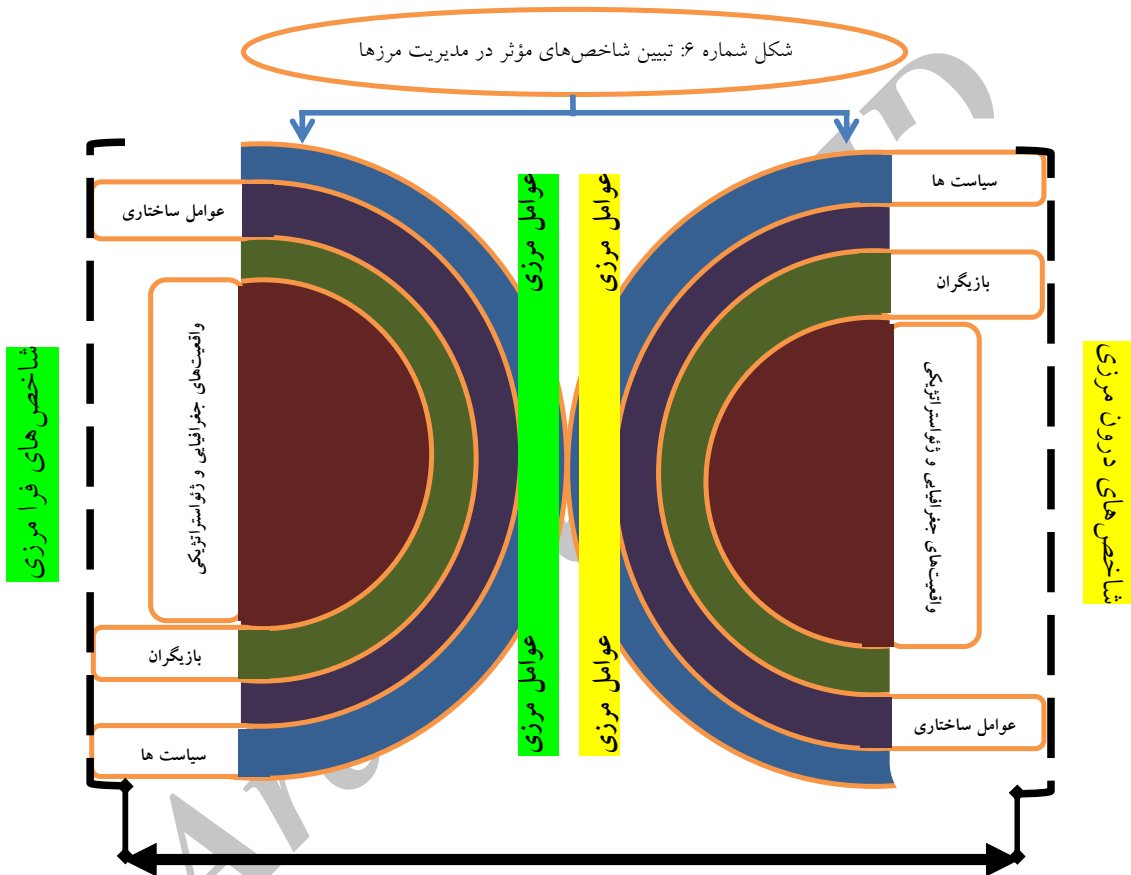 شکل شماره ۶: تبیین شاخص‌های مؤثر در مدیریت مرزها
شاخص‌های درون مرزی
سیاست ها
بازیگران
واقعیت‌های جغرافیایی و ژئواستراتژیکی
عوامل ساختاری
عوامل مرزی
عوامل مرزی
عوامل مرزی
عوامل مرزی
عوامل ساختاری
واقعیت‌های جغرافیایی و ژئواستراتژیکی
بازیگران
سیاست ها
شاخص‌های فرا مرزی